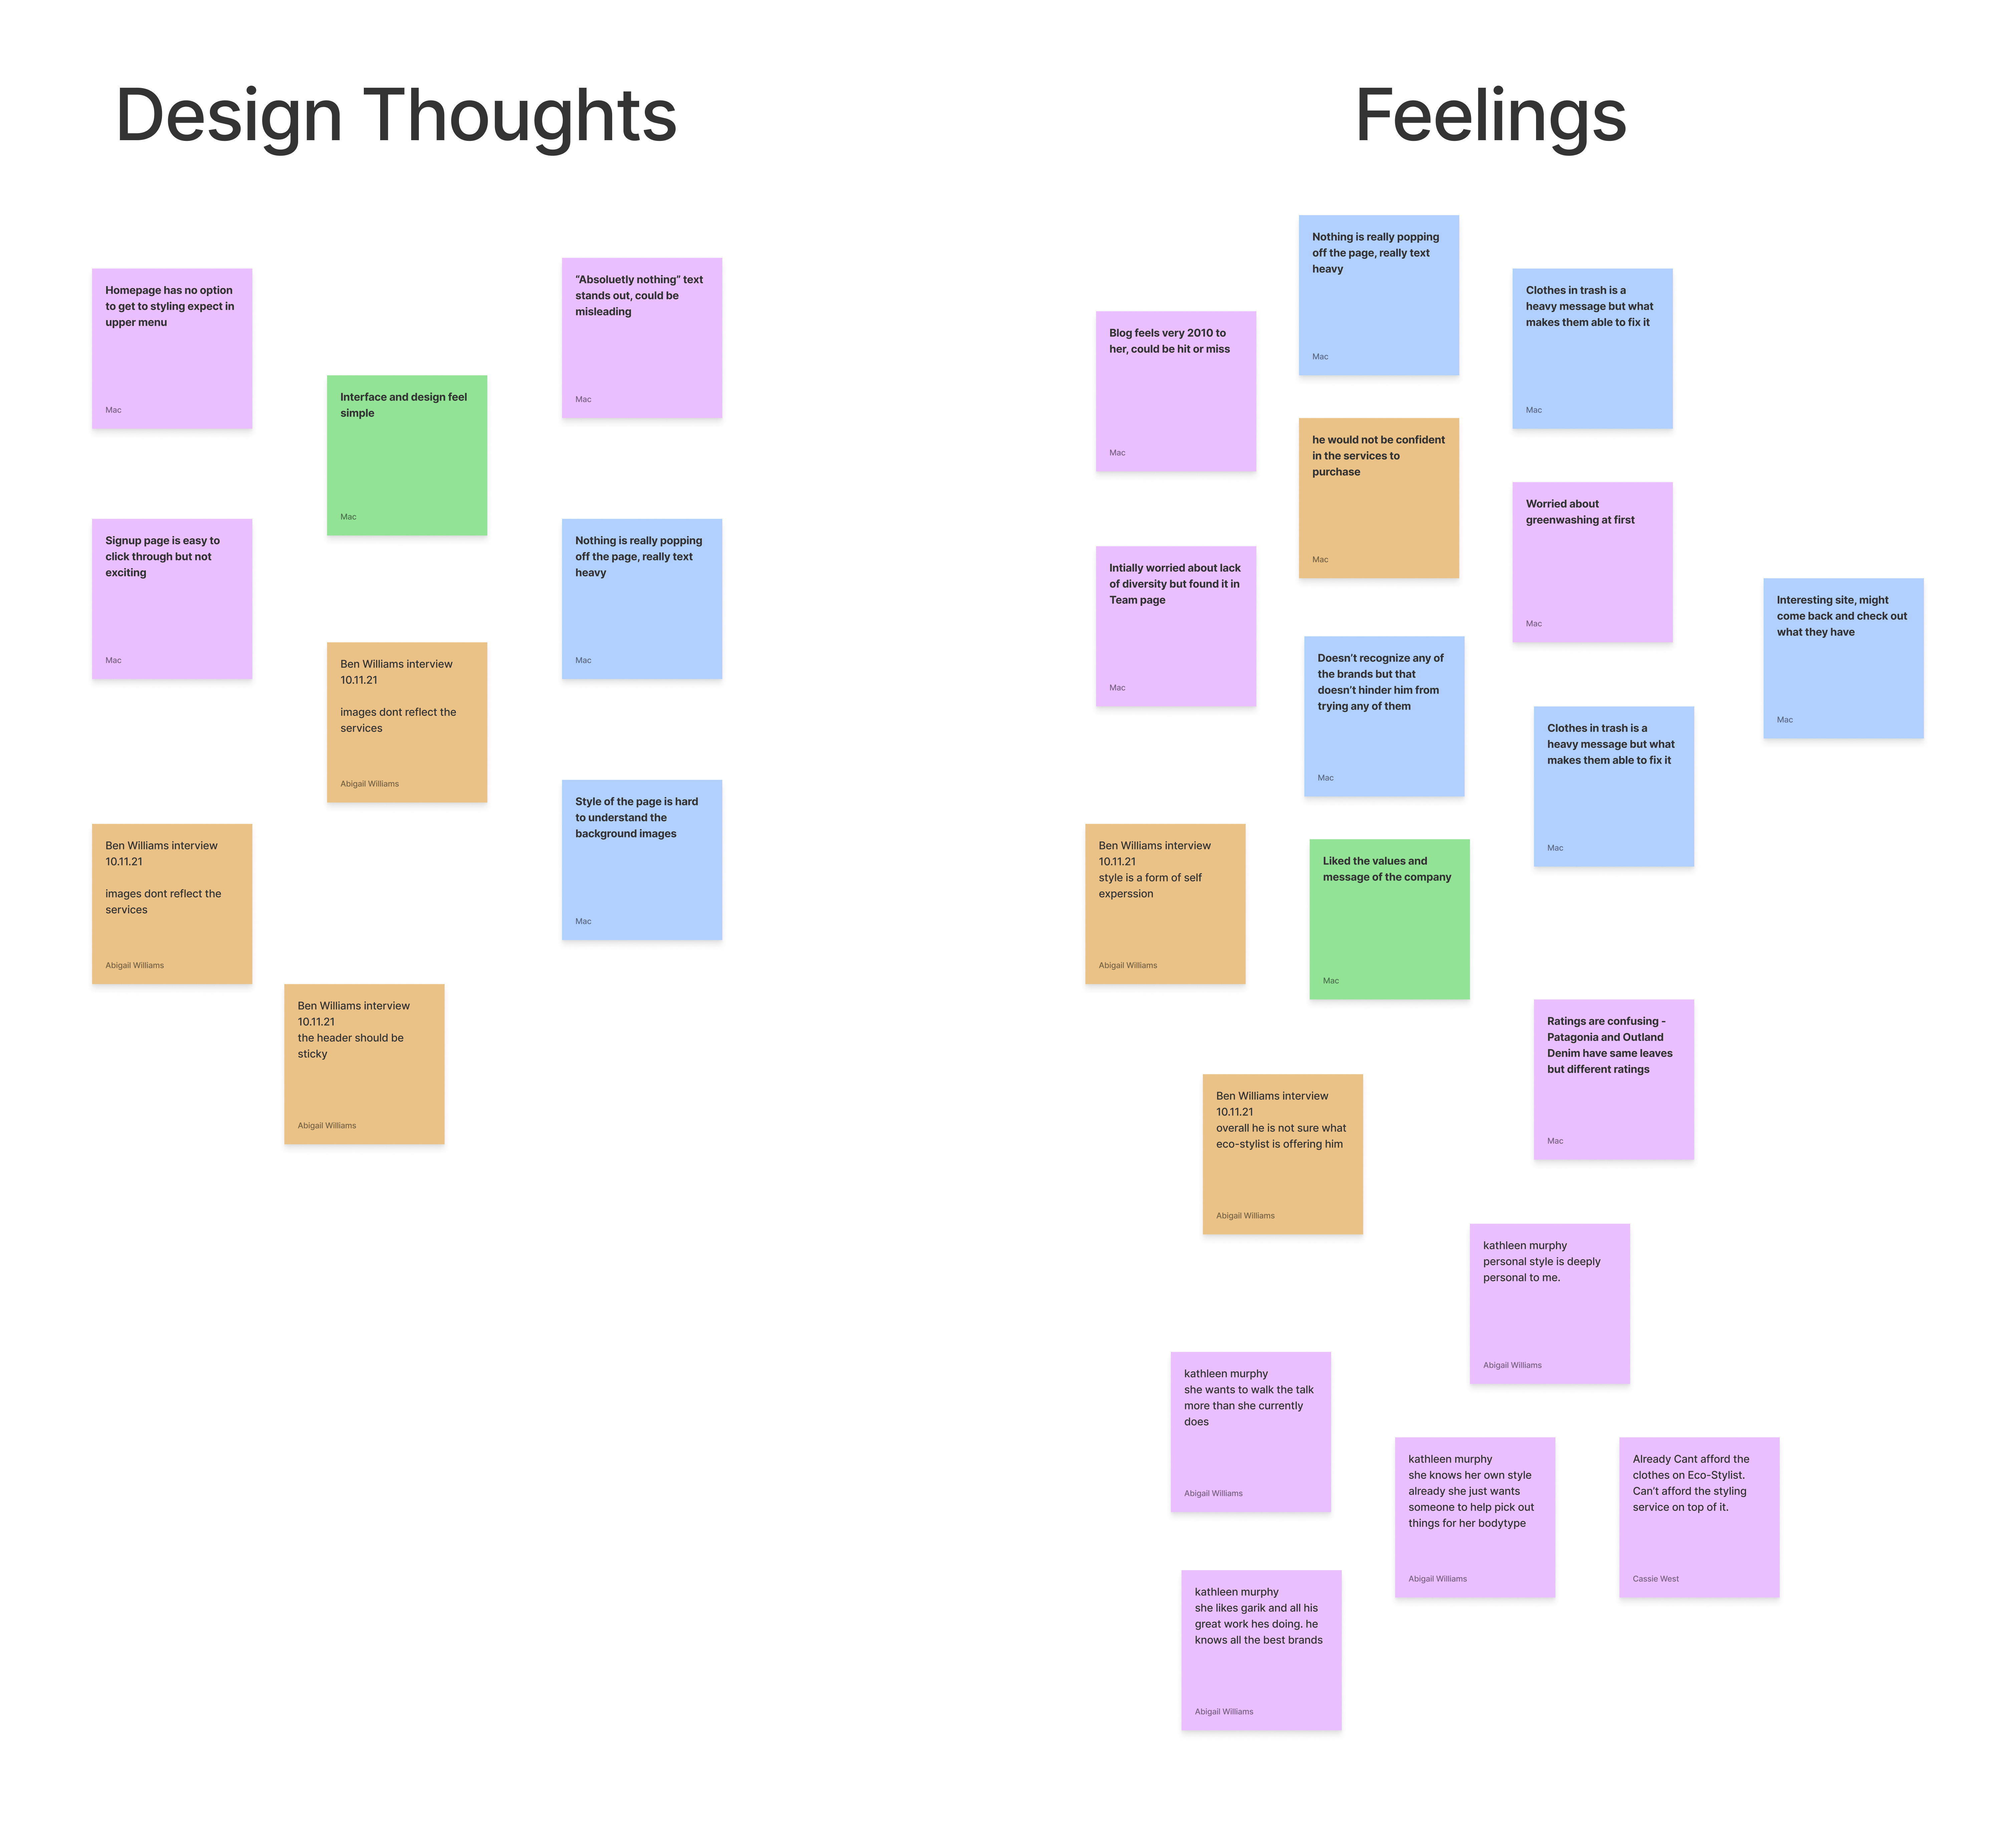 Design Thoughts
Homepage has no option
to get to styling expect in
upper menu
Mac
“Absoluetly nothing” text
stands out, could be
misleading
Mac
Interface and design feel
simple
Mac
Signup page is easy to
click through but not
exciting
Mac
Nothing is really popping
off the page, really text
heavy
Mac
Ben Williams interview
10.11.21
images dont reflect the
services
Abigail Williams
Style of the page is hard
to understand the
background images
Mac
Ben Williams interview
10.11.21
images dont reflect the
services
Abigail Williams
Ben Williams interview
10.11.21
the header should be
sticky
Abigail Williams
Feelings
Nothing is really popping
off the page, really text
heavy
Mac
Clothes in trash is a
heavy message but what
makes them able to fix it
Mac
Blog feels very 2010 to
her, could be hit or miss
Mac
he would not be confident
in the services to
purchase
Mac
Worried about
greenwashing at first
Mac
Intially worried about lack
of diversity but found it in
Team page
Mac
Interesting site, might
come back and check out
what they have
Mac
Doesn’t recognize any of
the brands but that
doesn’t hinder him from
trying any of them
Mac
Clothes in trash is a
heavy message but what
makes them able to fix it
Mac
Ben Williams interview
10.11.21
style is a form of self
experssion
Abigail Williams
Liked the values and
message of the company
Mac
Ratings are confusing -
Patagonia and Outland
Denim have same leaves
but different ratings
Mac
Ben Williams interview
10.11.21
overall he is not sure what
eco-stylist is offering him
Abigail Williams
kathleen murphy
personal style is deeply
personal to me.
Abigail Williams
kathleen murphy
she wants to walk the talk
more than she currently
does
Abigail Williams
kathleen murphy
she knows her own style
already she just wants
someone to help pick out
things for her bodytype
Abigail Williams
Already Cant afford the
clothes on Eco-Stylist.
Can’t afford the styling
service on top of it.
Cassie West
kathleen murphy
she likes garik and all his
great work hes doing. he
knows all the best brands
Abigail Williams